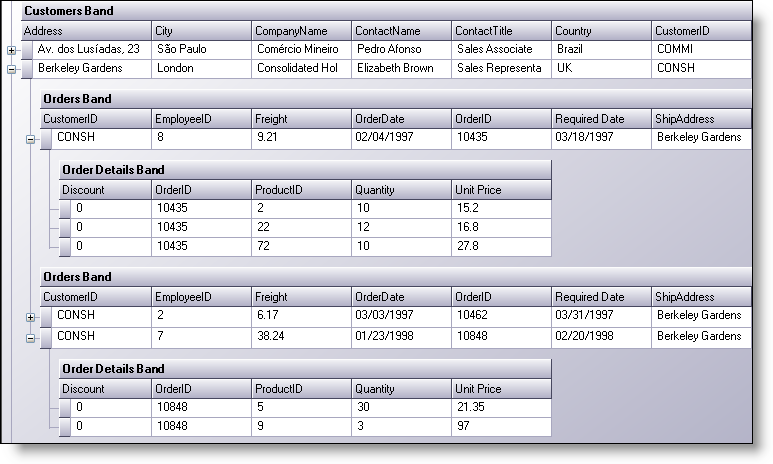 Customers Band
Address City CompanyName ContactName ContactTitle Country CustomerID
Av. dos Lusíadas, 23 São Paulo Comércio Mineiro Pedro Afonso Sales Associate Brazil COMMI
Berkeley Gardens London Consolidated Hol Elizabeth Brown Sales Representa UK CONSH
Orders Band
CustomerID EmployeeID Freight OrderDate OrderID Required Date ShipAddress
CONSH 8 9.21 02/04/1997 10435 03/18/1997 Berkeley Gardens
Order Details Band
Discount OrderID ProductID Quantity Unit Price
0 10435 2 10 15.2
0 10435 22 12 16.8
0 10435 72 10 27.8
Orders Band
CustomerID EmployeeID Freight OrderDate OrderID Required Date ShipAddress
CONSH 2 6.17 03/03/1997 10462 03/31/1997 Berkeley Gardens
CONSH 7 38.24 01/23/1998 10848 02/20/1998 Berkeley Gardens
Order Details Band
Discount OrderID ProductID Quantity Unit Price
0 10848 5 30 21.35
0 10848 9 3 97